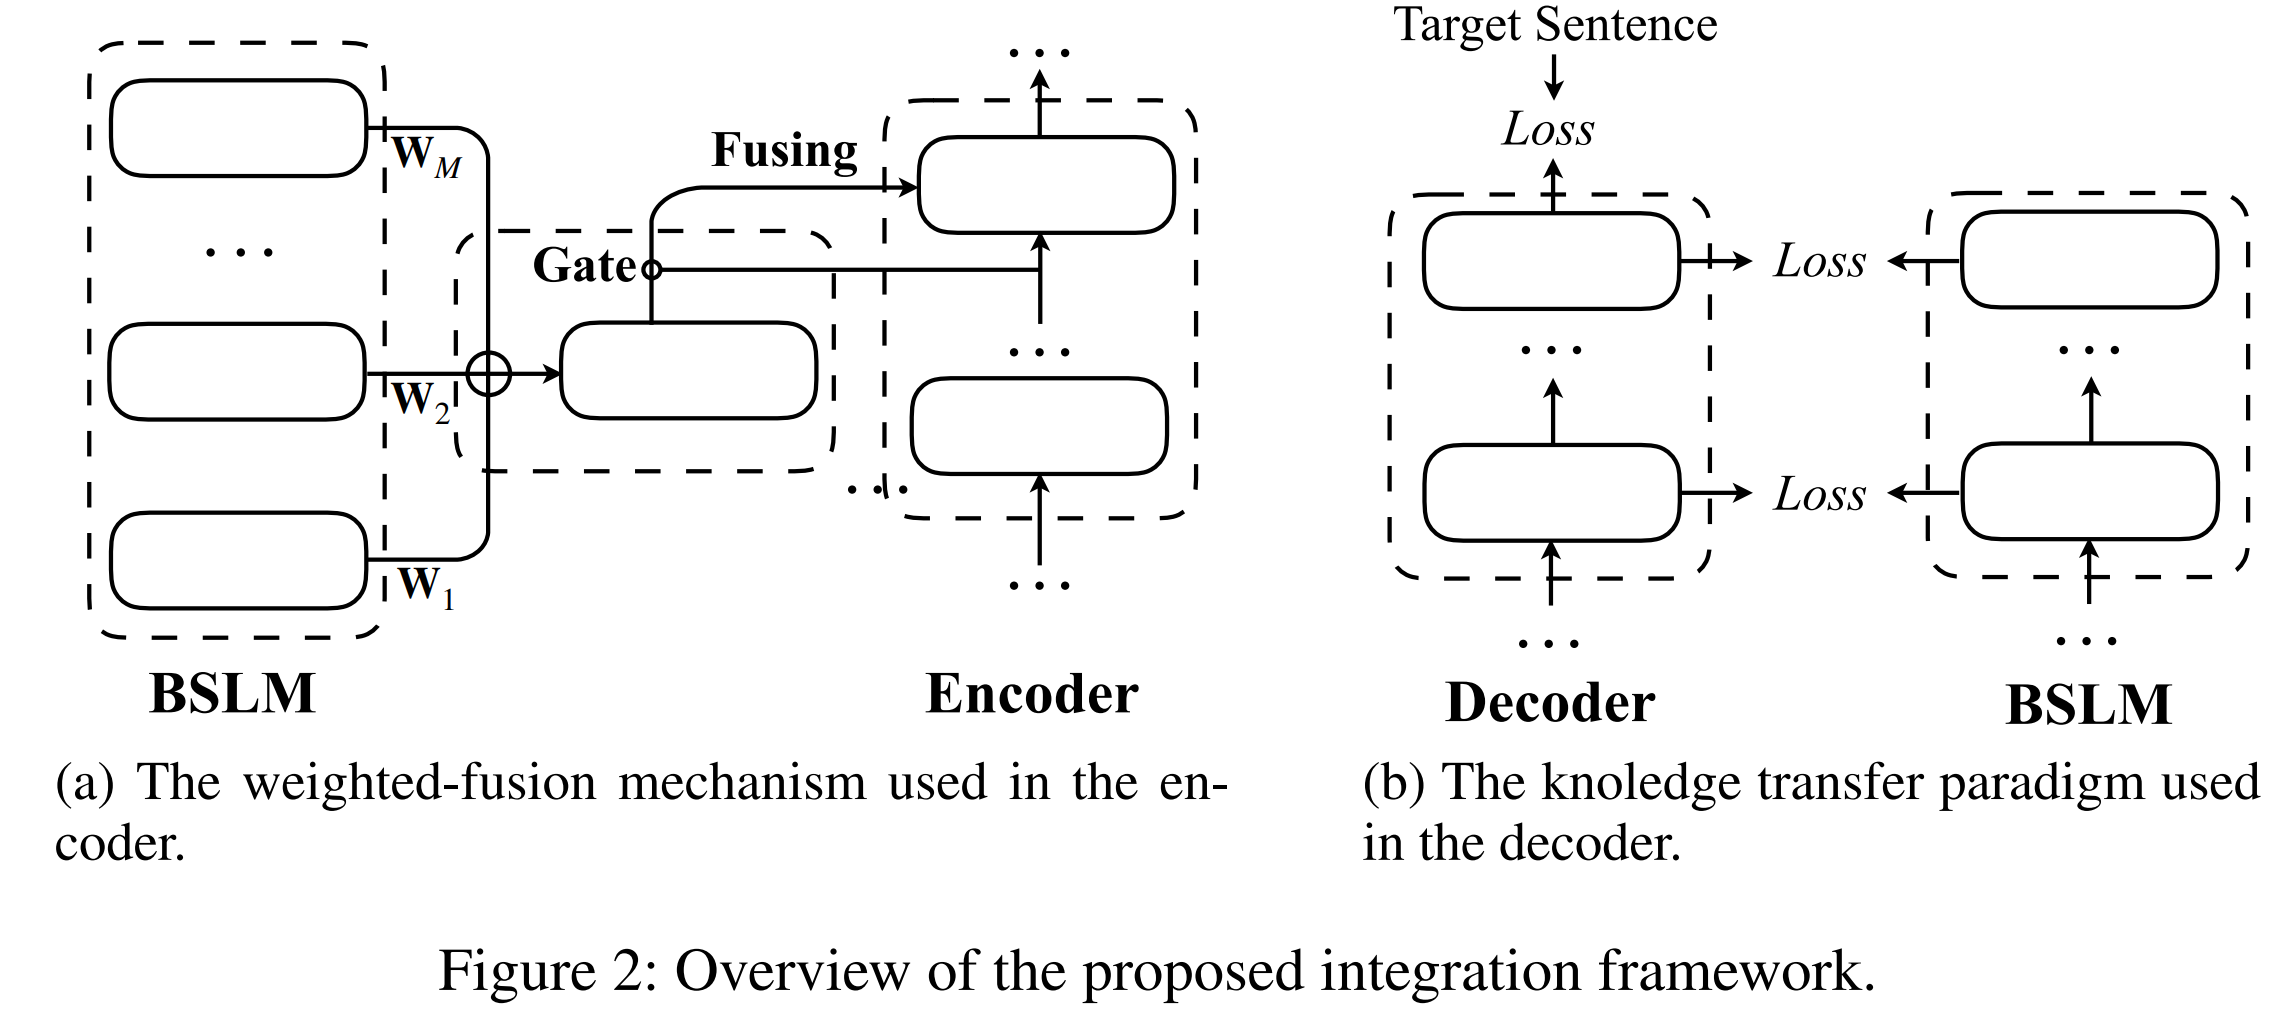 W_M
Fusing
Gate
W_2
W_1
. . .
BSLM
Encoder
(a) The weighted-fusion mechanism used in the en-
coder.
Target Sentence
Loss
Loss
Loss
Decoder
BSLM
(b) The knoledge transfer paradigm used
in the decoder.
Figure 2: Overview of the proposed integration framework.